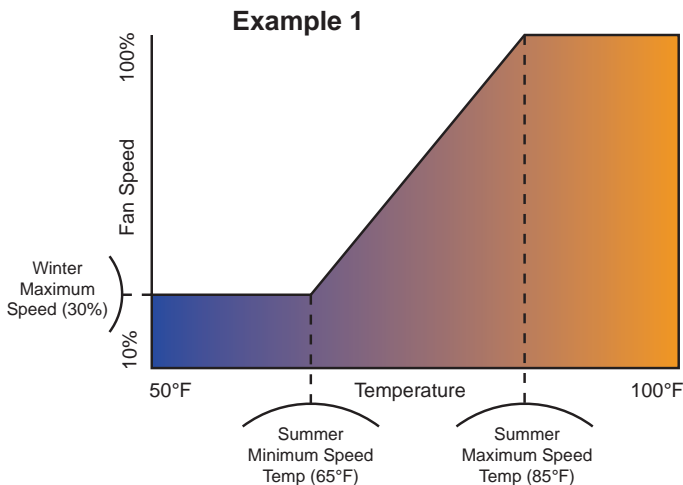 Example 1
100%
Fan Speed
10%
Winter
Maximum
Speed (30%)
50°F
Temperature
100°F
Summer
Minimum Speed
Temp (65°F)
Summer
Maximum Speed
Temp (85°F)